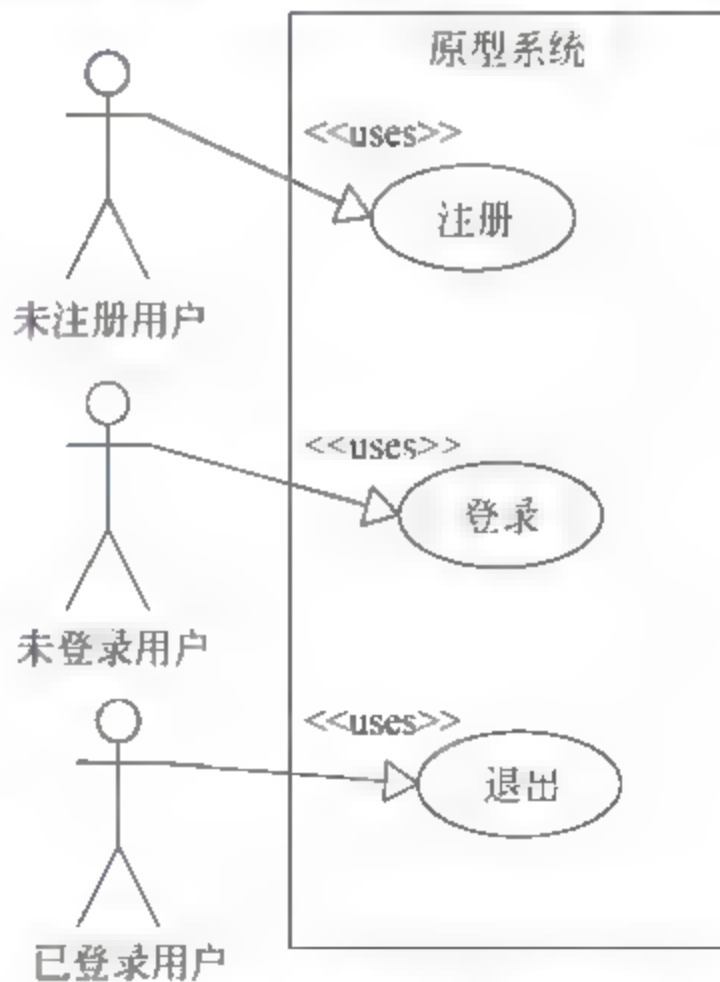 原型系统
<<uses>>
注册
未注册用户
<<uses>>
登录
未登录用户
<<uses>>
退出
已登录用户